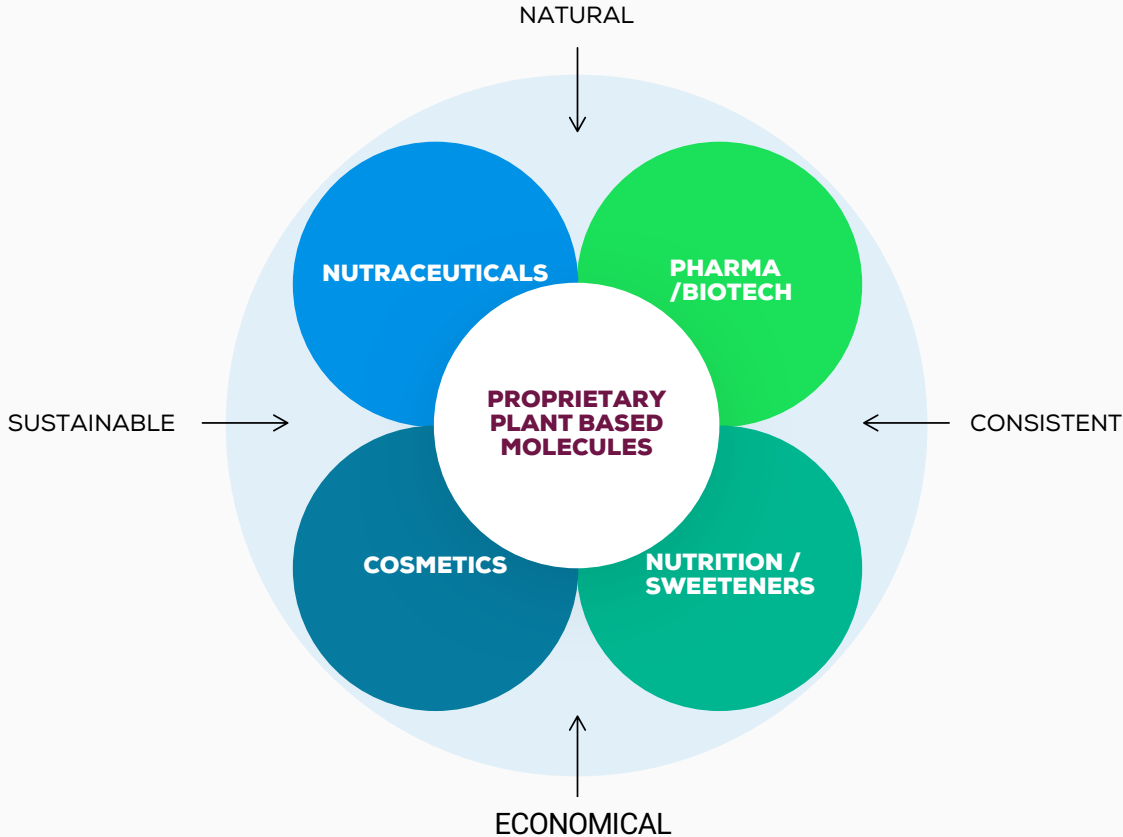 NATURAL
NUTRACEUTICALS
PHARMA
/BIOTECH
SUSTAINABLE
PROPRIETARY
PLANT BASED
MOLECULES
CONSISTENT
COSMETICS
NUTRITION /
SWEETENERS
ECONOMICAL